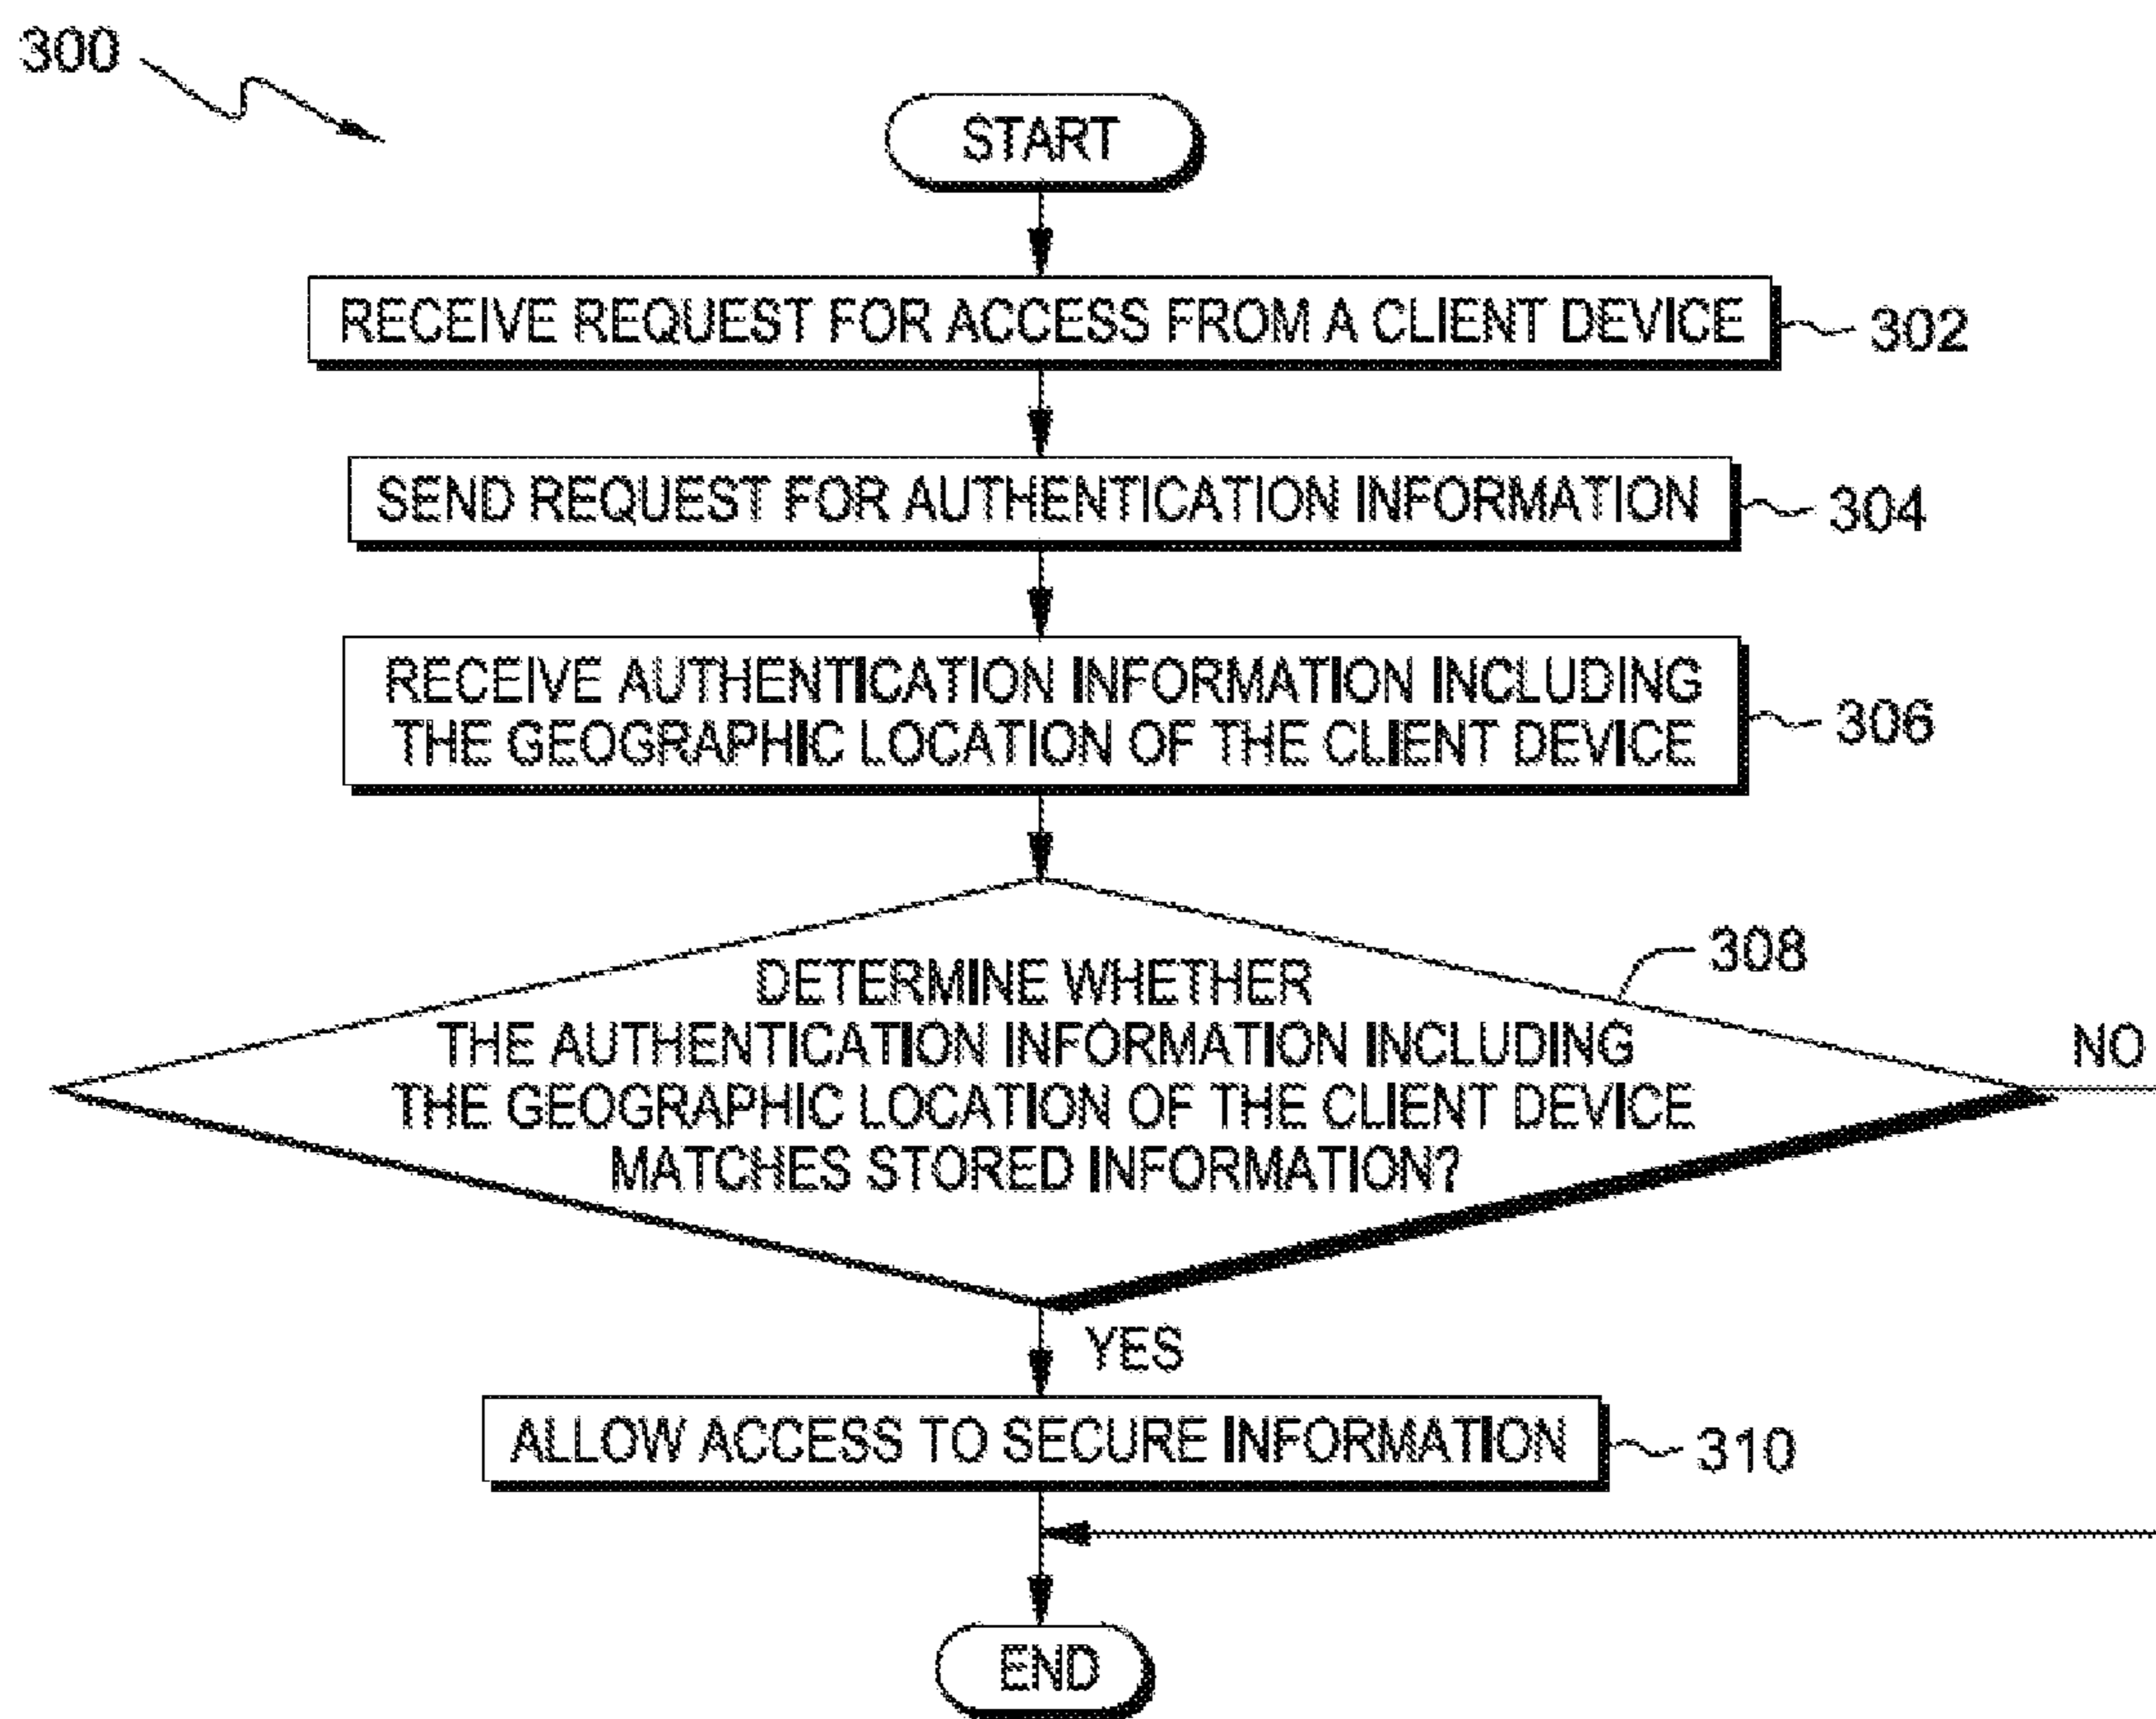 300
START
RECEIVE REQUEST FOR ACCESS FROM A CLIENT DEVICE
302
SEND REQUEST FOR AUTHENTICATION INFORMATION
304
RECEIVE AUTHENTICATION INFORMATION INCLUDING
THE GEOGRAPHIC LOCATION OF THE CLIENT DEVICE
306
308
DETERMINE WHETHER
THE AUTHENTICATION INFORMATION INCLUDING
THE GEOGRAPHIC LOCATION OF THE CLIENT DEVICE
MATCHES STORED INFORMATION?
NO
YES
ALLOW ACCESS TO SECURE INFORMATION
310
END